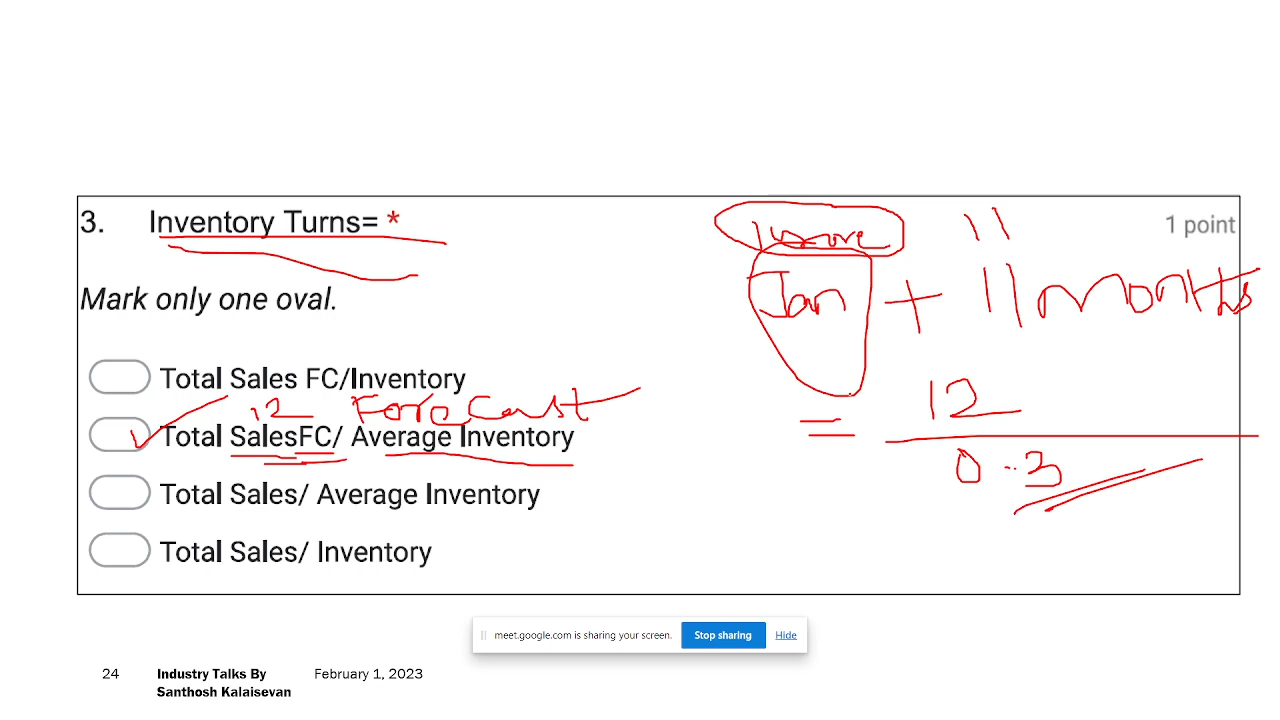 3. Inventory Turns= *
1 point
11
Jan + 11 months
Mark only one oval.
Total Sales FC/Inventory
12 Forecast
Total SalesFC/ Average Inventory
= 12
0.3
Total Sales/ Average Inventory
Total Sales/ Inventory
meet.google.com is sharing your screen. Stop sharing Hide
24 Industry Talks By February 1, 2023
Santhosh Kalaisevan